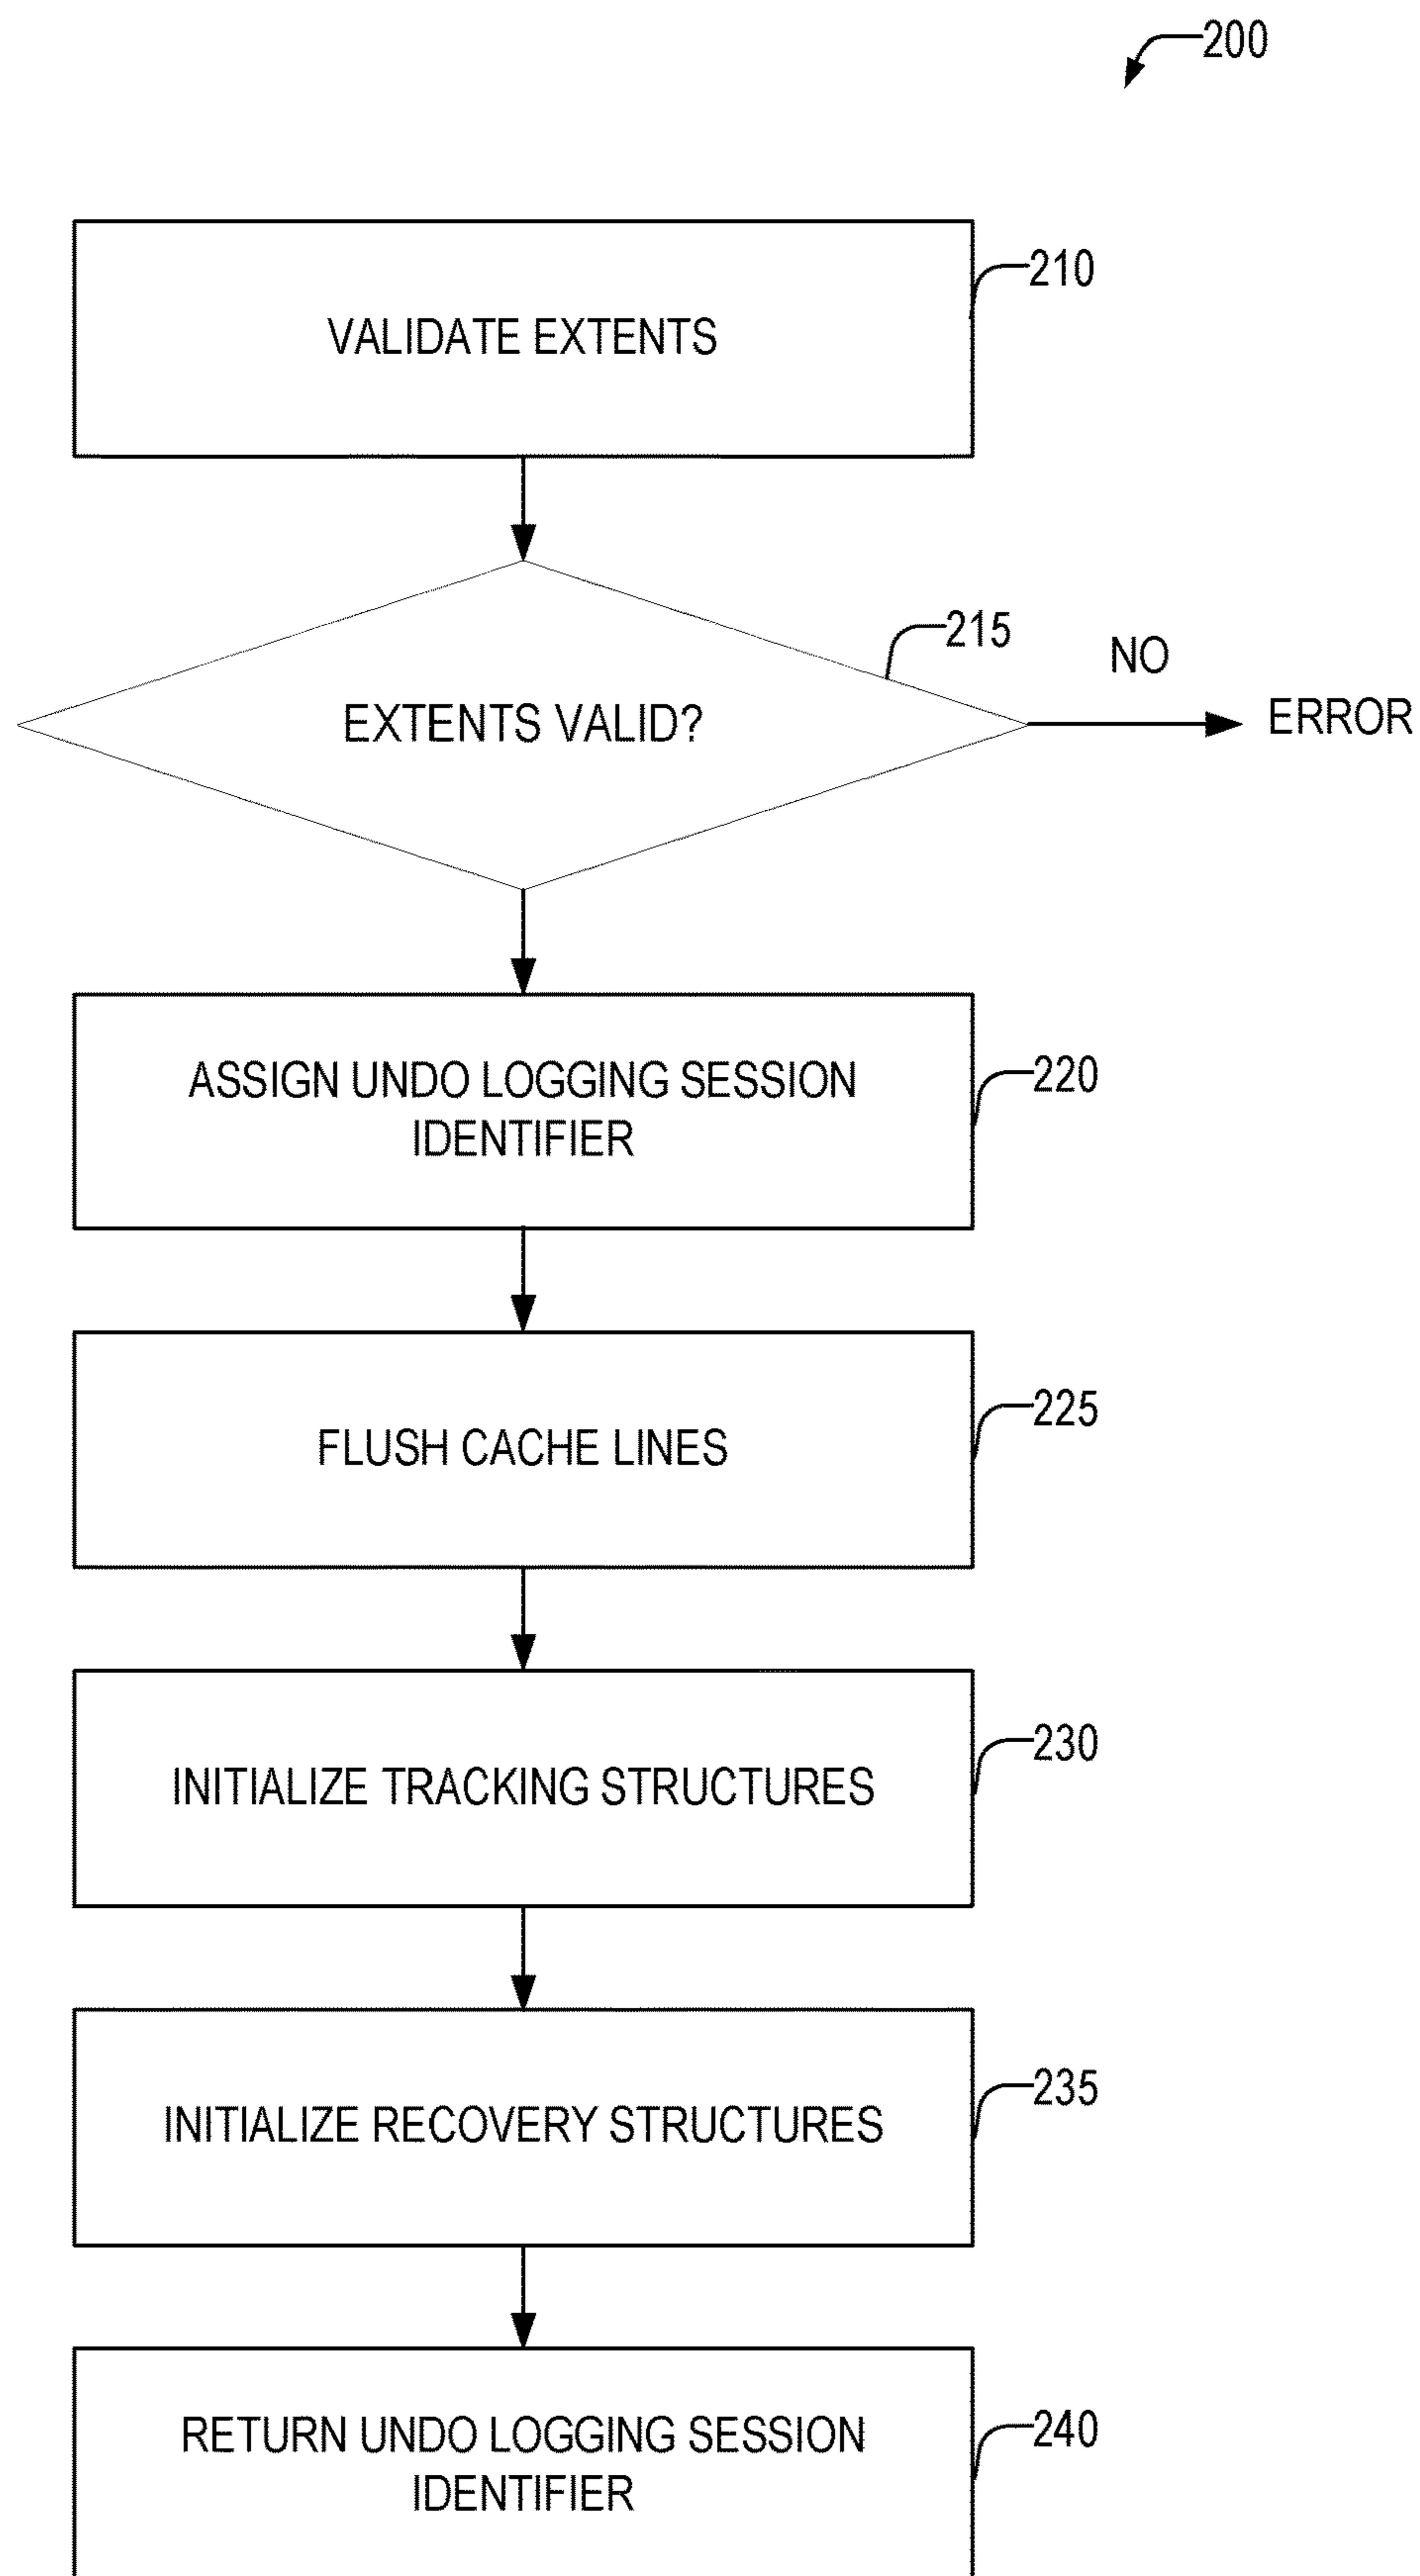 200
VALIDATE EXTENTS
210
EXTENTS VALID?
215
NO
ERROR
ASSIGN UNDO LOGGING SESSION
IDENTIFIER
220
FLUSH CACHE LINES
225
INITIALIZE TRACKING STRUCTURES
230
INITIALIZE RECOVERY STRUCTURES
235
RETURN UNDO LOGGING SESSION
IDENTIFIER
240